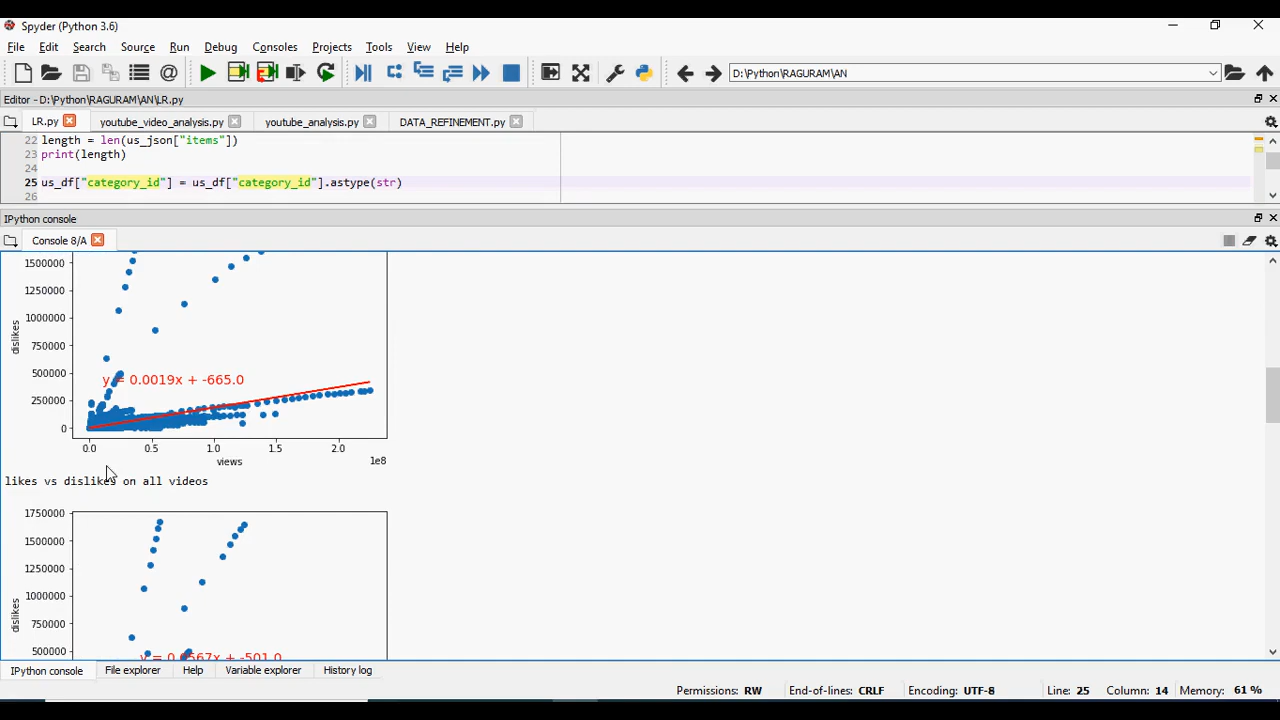 Spyder (Python 3.6)
File Edit Search Source Run Debug Consoles Projects Tools View Help
D:\Python\RAGURAM\AN
Editor - D:\Python\RAGURAM\AN\LR.py
LR.py youtube_video_analysis.py youtube_analysis.py DATA_REFINEMENT.py
22 length = len(us_json["items"])
23 print(length)
24
25 us_df["category_id"] = us_df["category_id"].astype(str)
26
IPython console
Console 8/A
1500000
1250000
1000000
dislikes
750000
500000
y = 0.0019x + -665.0
250000
0
0.0 0.5 1.0 1.5 2.0
views
1e8
likes vs dislikes on all videos
1750000
1500000
1250000
1000000
dislikes
750000
500000
y = 0.0567x + -501.0
IPython console File explorer Help Variable explorer History log
Permissions: RW End-of-lines: CRLF Encoding: UTF-8 Line: 25 Column: 14 Memory: 61 %